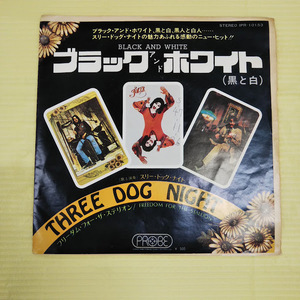 STEREO IPR-10153
ブラック・アンド・ホワイト、黒と白、黒人と白人……
スリー・ドッグ・ナイトの魅力あふれる感動のニュー・ヒット!!
BLACK AND WHITE
ブラック アンド ホワイト
(黒と白)
スリー・ドッグ・ナイト
THREE DOG NIGHT
フリーダム・フォー・ザ・スタリオン/FREEDOM FOR THE STALLION
PROBE